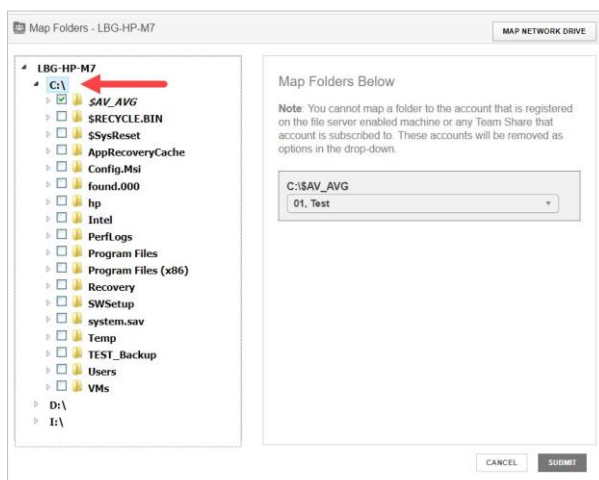 Map Folders - LBG-HP-M7
MAP NETWORK DRIVE
LBG-HP-M7
C:\
$AV_AVG
$RECYCLE.BIN
$SysReset
AppRecoveryCache
Config.Msi
found.000
hp
Intel
PerfLogs
Program Files
Program Files (x86)
Recovery
SWSetup
system.sav
Temp
TEST_Backup
Users
VMs
D:\
I:\
Map Folders Below
Note: You cannot map a folder to the account that is registered
on the file server enabled machine or any Team Share that
account is subscribed to. These accounts will be removed as
options in the drop-down.
C:\$AV_AVG
01, Test
CANCEL
SUBMIT